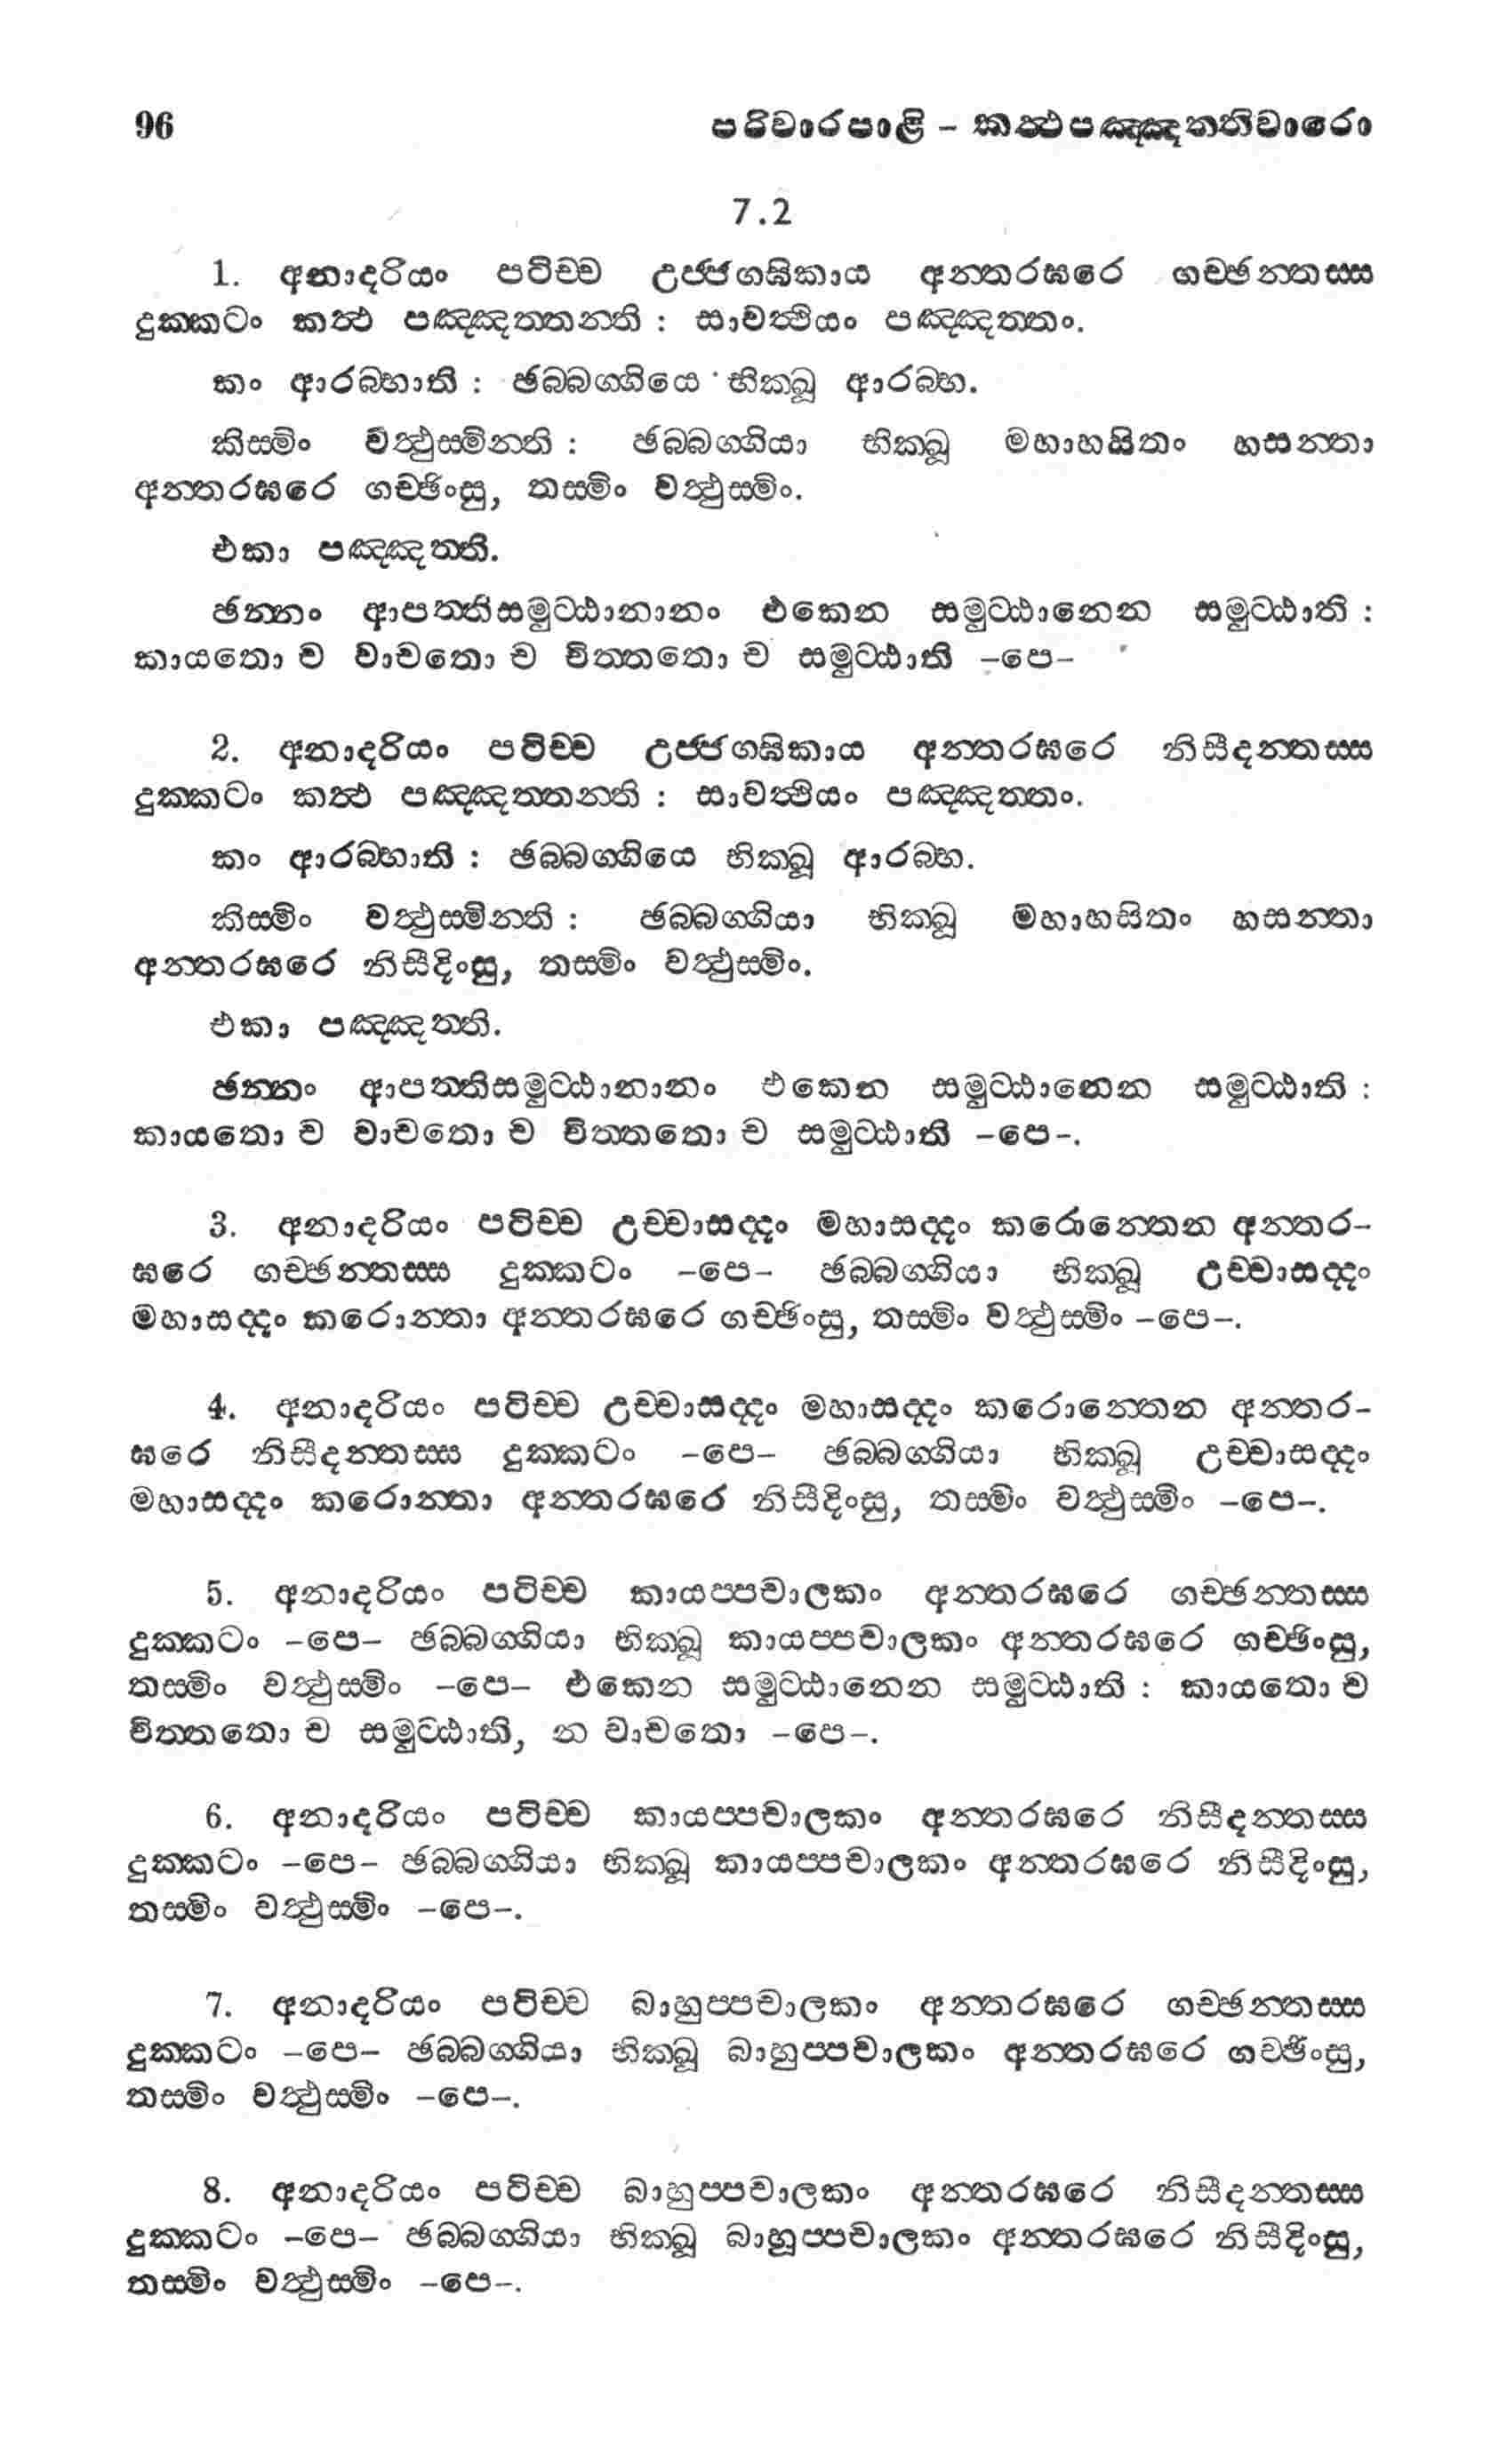 96 පරිවාරපාළි – කත්‍ථපඤ්ඤත්තිවාරො
7.2
1. අනාදරියං පටිච්ච උජ්ජග්ඝිකාය අන්තරඝරෙ ගච්ඡන්තස්ස
දුක්කටං කත්‍ථ පඤ්ඤත්තන්ති : සාවත්‍ථියං පඤ්ඤත්තං.
කං ආරබ්භාති : ඡබ්බග්ගියෙ භික්ඛූ ආරබ්භ.
කිස්මිං වත්‍ථුස්මින්ති : ඡබ්බග්ගියා භික්ඛූ මහාහසිතං හසන්තා
අන්තරඝරෙ ගච්ඡිංසු, තස්මිං වත්‍ථුස්මිං.
එකා පඤ්ඤත්ති.
ඡන්නං ආපත්තිසමුට්ඨානානං එකෙන සමුට්ඨානෙන සමුට්ඨාති :
කායතො ච වාචතො ච චිත්තතො ච සමුට්ඨාති –පෙ–
2. අනාදරියං පටිච්ච උජ්ජග්ඝිකාය අන්තරඝරෙ නිසීදන්තස්ස
දුක්කටං කත්‍ථ පඤ්ඤත්තන්ති : සාවත්‍ථියං පඤ්ඤත්තං.
කං ආරබ්භාති : ඡබ්බග්ගියෙ භික්ඛූ ආරබ්භ.
කිස්මිං වත්‍ථුස්මින්ති : ඡබ්බග්ගියා භික්ඛූ මහාහසිතං හසන්තා
අන්තරඝරෙ නිසීදිංසු, තස්මිං වත්‍ථුස්මිං.
එකා පඤ්ඤත්ති.
ඡන්නං ආපත්තිසමුට්ඨානානං එකෙන සමුට්ඨානෙන සමුට්ඨාති :
කායතො ච වාචතො ච චිත්තතො ච සමුට්ඨාති –පෙ–.
3. අනාදරියං පටිච්ච උච්චාසද්දං මහාසද්දං කරොන්තෙන අන්තර-
ඝරෙ ගච්ඡන්තස්ස දුක්කටං –පෙ– ඡබ්බග්ගියා භික්ඛූ උච්චාසද්දං
මහාසද්දං කරොන්තා අන්තරඝරෙ ගච්ඡිංසු, තස්මිං වත්‍ථුස්මිං –පෙ–.
4. අනාදරියං පටිච්ච උච්චාසද්දං මහාසද්දං කරොන්තෙන අන්තර-
ඝරෙ නිසීදන්තස්ස දුක්කටං –පෙ– ඡබ්බග්ගියා භික්ඛූ උච්චාසද්දං
මහාසද්දං කරොන්තා අන්තරඝරෙ නිසීදිංසු, තස්මිං වත්‍ථුස්මිං –පෙ–.
5. අනාදරියං පටිච්ච කායප්පචාලකං අන්තරඝරෙ ගච්ඡන්තස්ස
දුක්කටං –පෙ– ඡබ්බග්ගියා භික්ඛූ කායප්පචාලකං අන්තරඝරෙ ගච්ඡිංසු,
තස්මිං වත්‍ථුස්මිං –පෙ– එකෙන සමුට්ඨානෙන සමුට්ඨාති : කායතො ච
චිත්තතො ච සමුට්ඨාති, න වාචතො –පෙ–.
6. අනාදරියං පටිච්ච කායප්පචාලකං අන්තරඝරෙ නිසීදන්තස්ස
දුක්කටං –පෙ– ඡබ්බග්ගියා භික්ඛූ කායප්පචාලකං අන්තරඝරෙ නිසීදිංසු,
තස්මිං වත්‍ථුස්මිං –පෙ–.
7. අනාදරියං පටිච්ච බාහුප්පචාලකං අන්තරඝරෙ ගච්ඡන්තස්ස
දුක්කටං –පෙ– ඡබ්බග්ගියා භික්ඛූ බාහුප්පචාලකං අන්තරඝරෙ ගච්ඡිංසු,
තස්මිං වත්‍ථුස්මිං –පෙ–.
8. අනාදරියං පටිච්ච බාහුප්පචාලකං අන්තරඝරෙ නිසීදන්තස්ස
දුක්කටං –පෙ– ඡබ්බග්ගියා භික්ඛූ බාහූප්පචාලකං අන්තරඝරෙ නිසීදිංසු,
තස්මිං වත්‍ථුස්මිං –පෙ–.